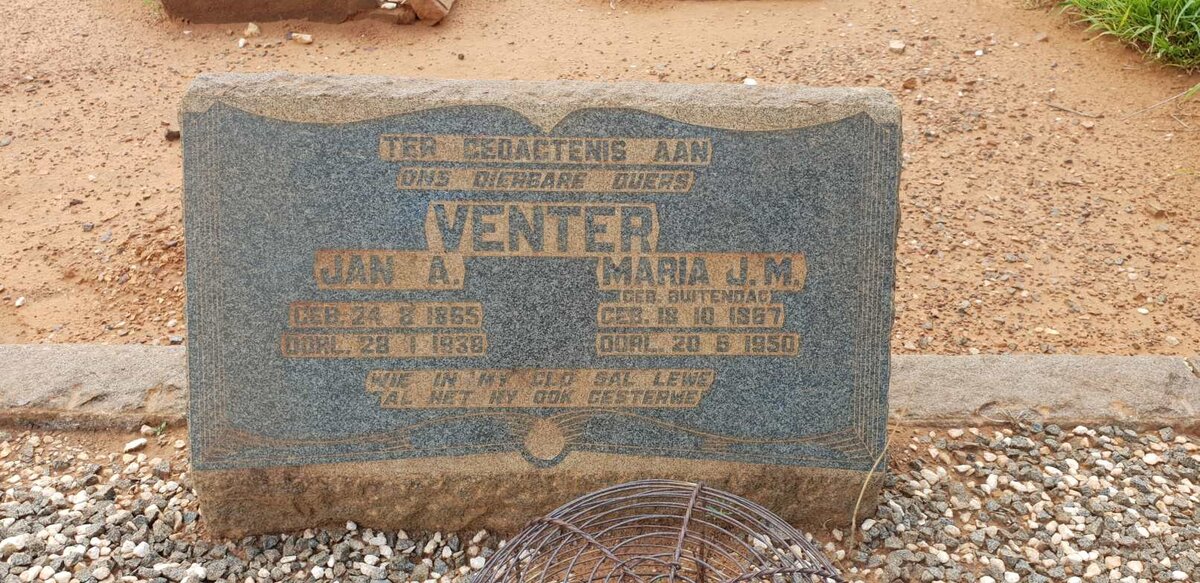 TER GEDAGTENIS AAN
ONS DIERBARE OUERS
VENTER
JAN A. MARIA J.M.
(GEB. BUITENDAG)
GEB. 24 2 1865 GEB. 19 10 1867
OORL. 28 1 1938 OORL. 20 6 1950
WIE IN MY GLO SAL LEWE
AL HET HY OOK GESTERWE